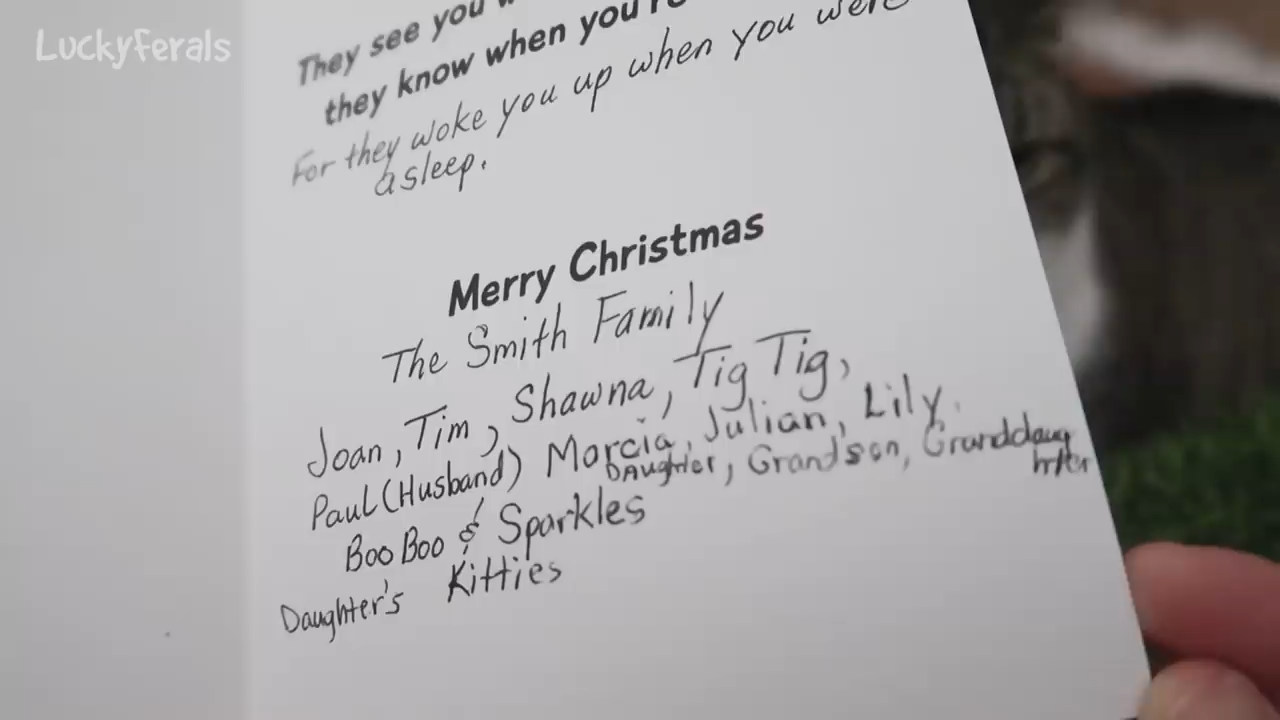 LuckyFerals
They see you
they know when you're
For they woke you up when you were
asleep.
Merry Christmas
The Smith Family
Joan, Tim, Shawna, Tig Tig,
Paul (Husband) Marcia, Julian, Lily.
Daughter, Grandson, Granddaughter
Boo Boo & Sparkles
Daughter's Kitties